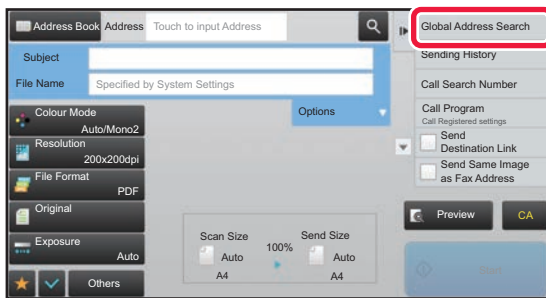 Address Book
Address
Touch to input Address
Subject
File Name
Specified by System Settings
Colour Mode
Auto/Mono2
Resolution
200x200dpi
File Format
PDF
Original
Exposure
Auto
Others
Options
Scan Size
Auto
A4
100%
Send Size
Auto
A4
Global Address Search
Sending History
Call Search Number
Call Program
Call Registered settings
Send
Destination Link
Send Same Image
as Fax Address
Preview
CA
Start